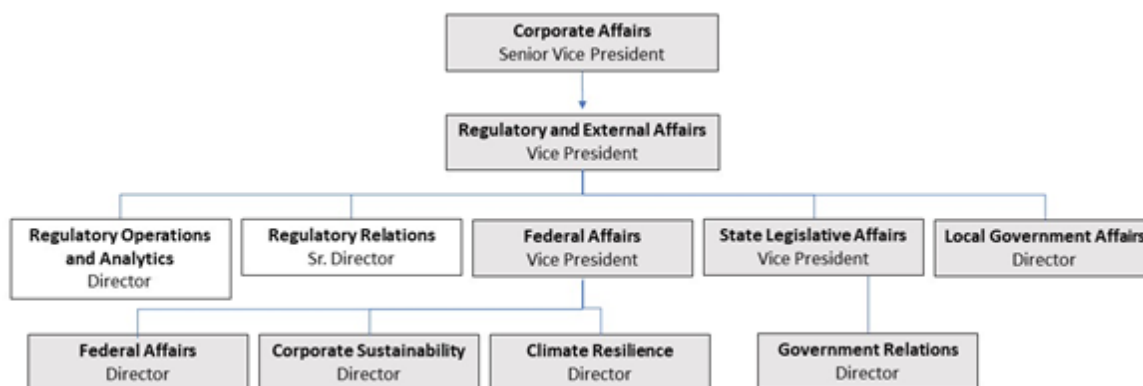 Corporate Affairs
Senior Vice President
Regulatory and External Affairs
Vice President
Regulatory Operations
and Analytics
Director
Regulatory Relations
Sr. Director
Federal Affairs
Vice President
State Legislative Affairs
Vice President
Local Government Affairs
Director
Federal Affairs
Director
Corporate Sustainability
Director
Climate Resilience
Director
Government Relations
Director